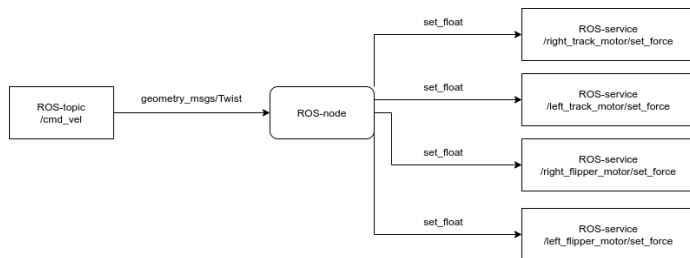 set_float
ROS-service
/right_track_motor/set_force
geometry_msgs/Twist
set_float
ROS-service
/left_track_motor/set_force
ROS-topic
/cmd_vel
ROS-node
set_float
ROS-service
/right_flipper_motor/set_force
set_float
ROS-service
/left_flipper_motor/set_force